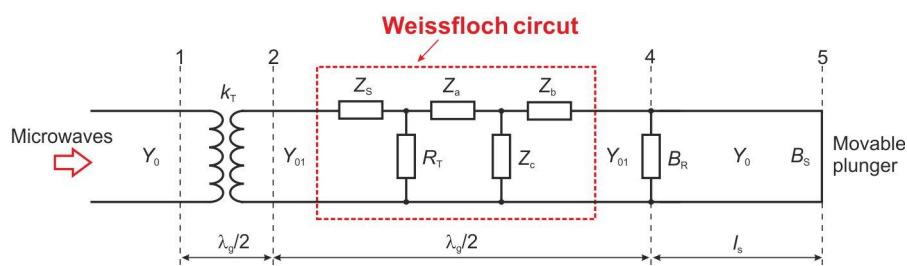 Weissfloch circut
1 2 4 5
k_T Z_S Z_a Z_b
Microwaves Y_0 Y_01 R_T Z_c Y_01 B_R Y_0 B_S Movable
plunger
λ_g/2 λ_g/2 l_s